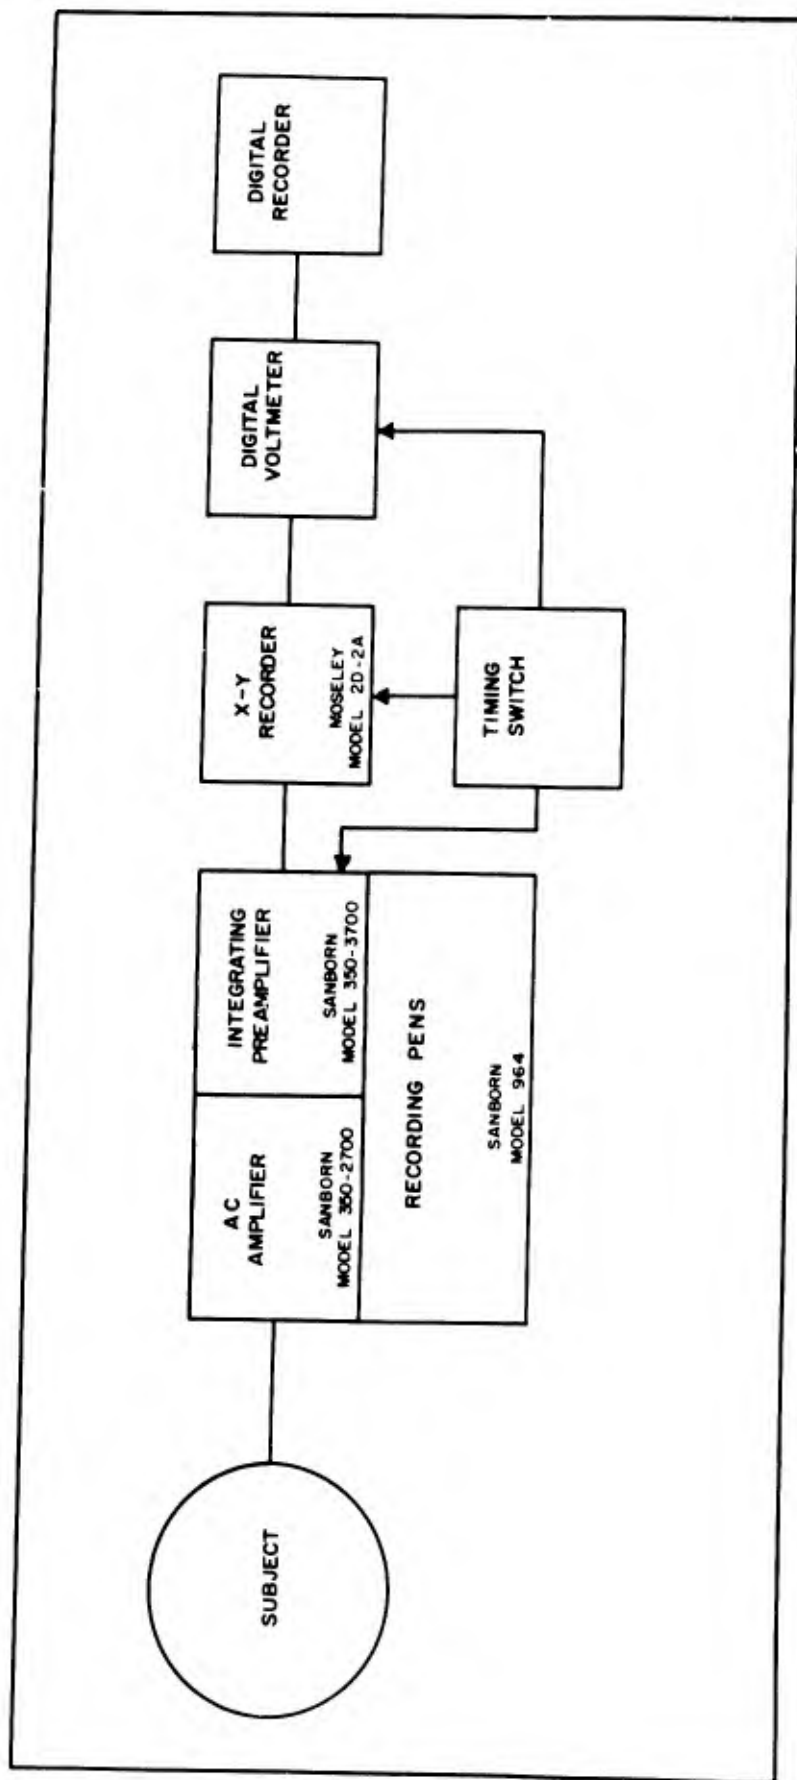 SUBJECT
AC
AMPLIFIER
SANBORN
MODEL 350-2700
INTEGRATING
PREAMPLIFIER
SANBORN
MODEL 350-3700
RECORDING PENS
SANBORN
MODEL 964
X-Y
RECORDER
MOSELEY
MODEL 2D-2A
TIMING
SWITCH
DIGITAL
VOLTMETER
DIGITAL
RECORDER